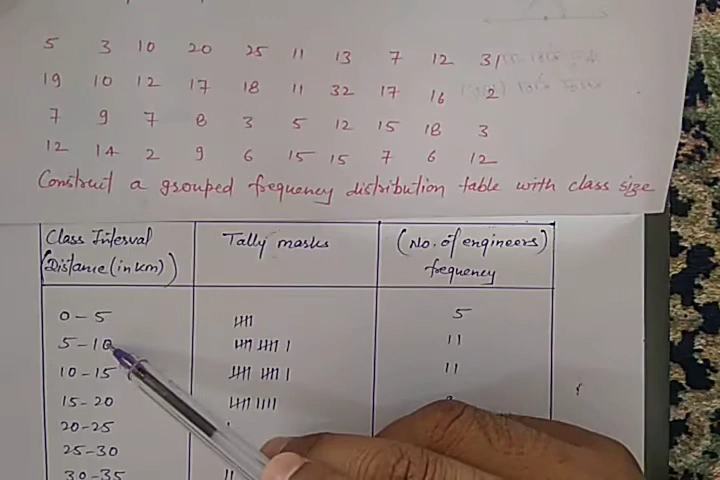 5 3 10 20 25 11 13 7 12 31
19 10 12 17 18 11 32 17 16 2
7 9 7 8 3 5 12 15 18 3
12 14 2 9 6 15 15 7 6 12
Construct a grouped frequency distribution table with class size
Class Interval (Distame (in km) Tally masks (No. of engineers) frequency
0-5 5
5-10 11
10-15 11
15-20
20-25
25-30
30-35